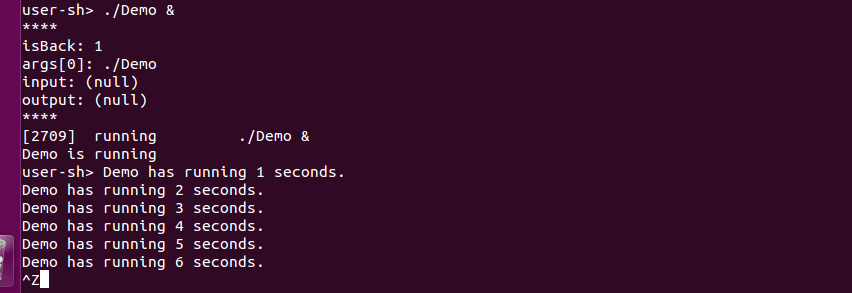 user-sh> ./Demo &
****
isBack: 1
args[0]: ./Demo
input: (null)
output: (null)
****
[2709]  running         ./Demo &
Demo is running
user-sh> Demo has running 1 seconds.
Demo has running 2 seconds.
Demo has running 3 seconds.
Demo has running 4 seconds.
Demo has running 5 seconds.
Demo has running 6 seconds.
^Z